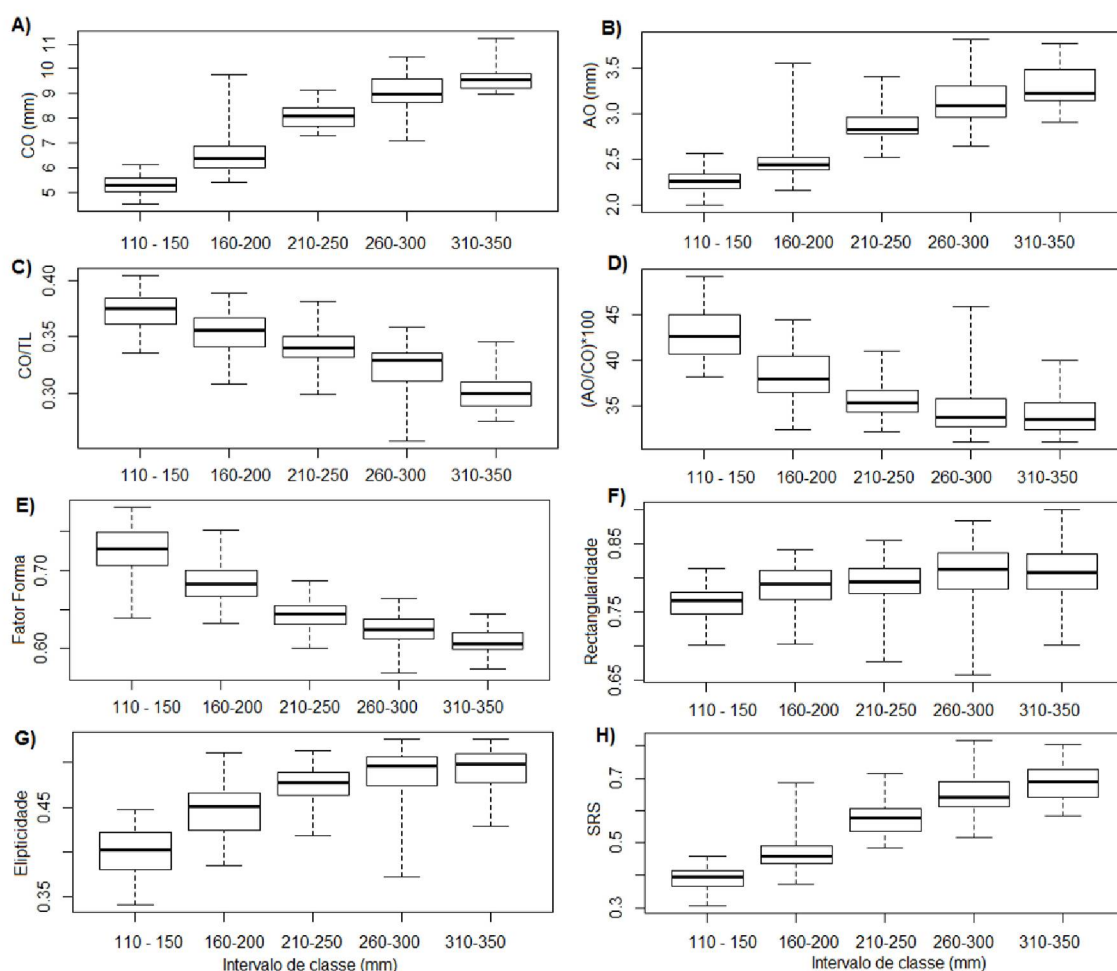 A)
CO (mm)
5 6 7 8 9 10 11
110 - 150 160-200 210-250 260-300 310-350
B)
AO (mm)
2.0 2.5 3.0 3.5
110 - 150 160-200 210-250 260-300 310-350
C)
CO/TL
0.30 0.35 0.40
110 - 150 160-200 210-250 260-300 310-350
D)
(AO/CO)*100
35 40 45
110 - 150 160-200 210-250 260-300 310-350
E)
Fator Forma
0.60 0.70
110 - 150 160-200 210-250 260-300 310-350
F)
Rectangularidade
0.65 0.75 0.85
110 - 150 160-200 210-250 260-300 310-350
G)
Elipticidade
0.35 0.45
110 - 150 160-200 210-250 260-300 310-350
Intervalo de classe (mm)
H)
SRS
0.3 0.5 0.7
110 - 150 160-200 210-250 260-300 310-350
Intervalo de classe (mm)